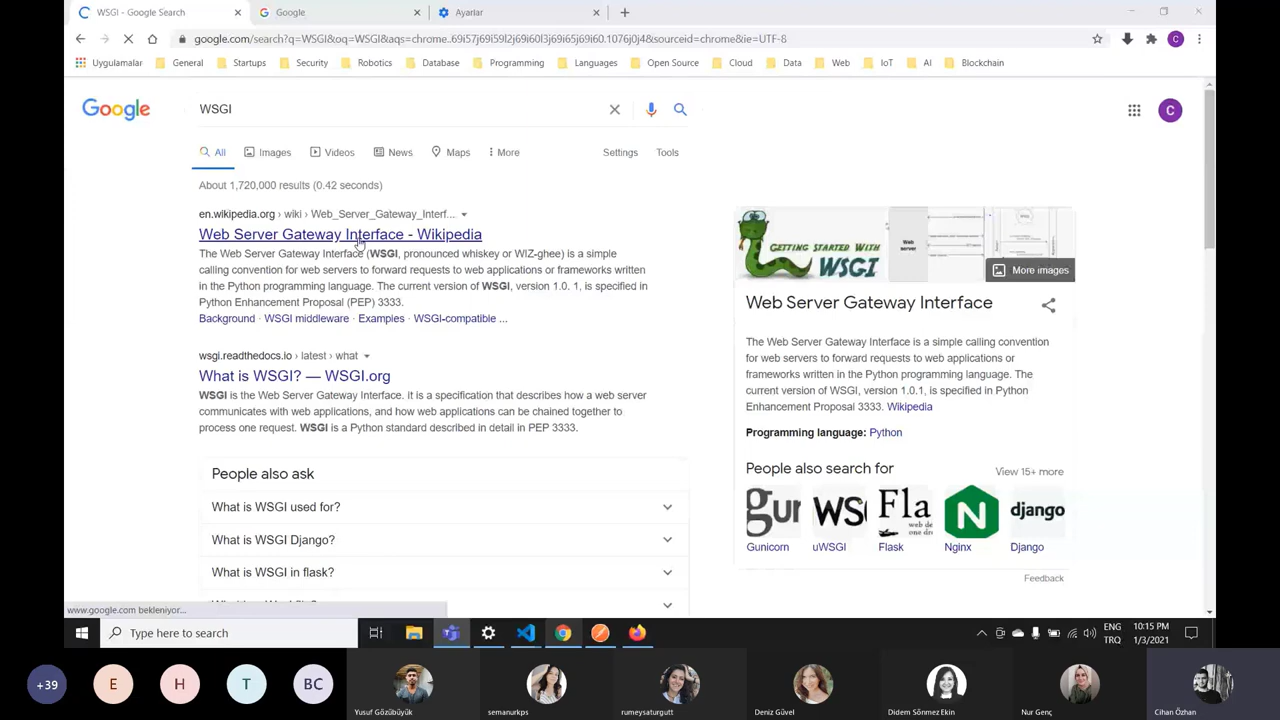 WSGI - Google Search
Google
Ayarlar
google.com/search?q=WSGI&oq=WSGI&aqs=chrome..69i57j69i59l2j69i60l3j69i65j69i60.1076j0j4&sourceid=chrome&ie=UTF-8
Uygulamalar
General
Startups
Security
Robotics
Database
Programming
Languages
Open Source
Cloud
Data
Web
IoT
AI
Blockchain
Google
WSGI
C
All
Images
Videos
News
Maps
More
Settings
Tools
About 1,720,000 results (0.42 seconds)
en.wikipedia.org › wiki › Web_Server_Gateway_Interf...
Web Server Gateway Interface - Wikipedia
The Web Server Gateway Interface (WSGI, pronounced whiskey or WIZ-ghee) is a simple
calling convention for web servers to forward requests to web applications or frameworks written
in the Python programming language. The current version of WSGI, version 1.0. 1, is specified in
Python Enhancement Proposal (PEP) 3333.
Background · WSGI middleware · Examples · WSGI-compatible ...
wsgi.readthedocs.io › latest › what
What is WSGI? — WSGI.org
WSGI is the Web Server Gateway Interface. It is a specification that describes how a web server
communicates with web applications, and how web applications can be chained together to
process one request. WSGI is a Python standard described in detail in PEP 3333.
People also ask
What is WSGI used for?
What is WSGI Django?
What is WSGI in flask?
GETTING STARTED WITH
WSGI
Web
server
More images
Web Server Gateway Interface
The Web Server Gateway Interface is a simple calling convention
for web servers to forward requests to web applications or
frameworks written in the Python programming language. The
current version of WSGI, version 1.0.1, is specified in Python
Enhancement Proposal 3333. Wikipedia
Programming language: Python
People also search for
View 15+ more
Gunicorn
uWSGI
Flask
Nginx
Django
Feedback
www.google.com bekleniyor...
Type here to search
ENG
TRQ
10:15 PM
1/3/2021
+39
E
H
T
BC
Yusuf Gözübüyük
semanurkps
rumeysaturgutt
Deniz Güvel
Didem Sönmez Ekin
Nur Genç
Cihan Özhan